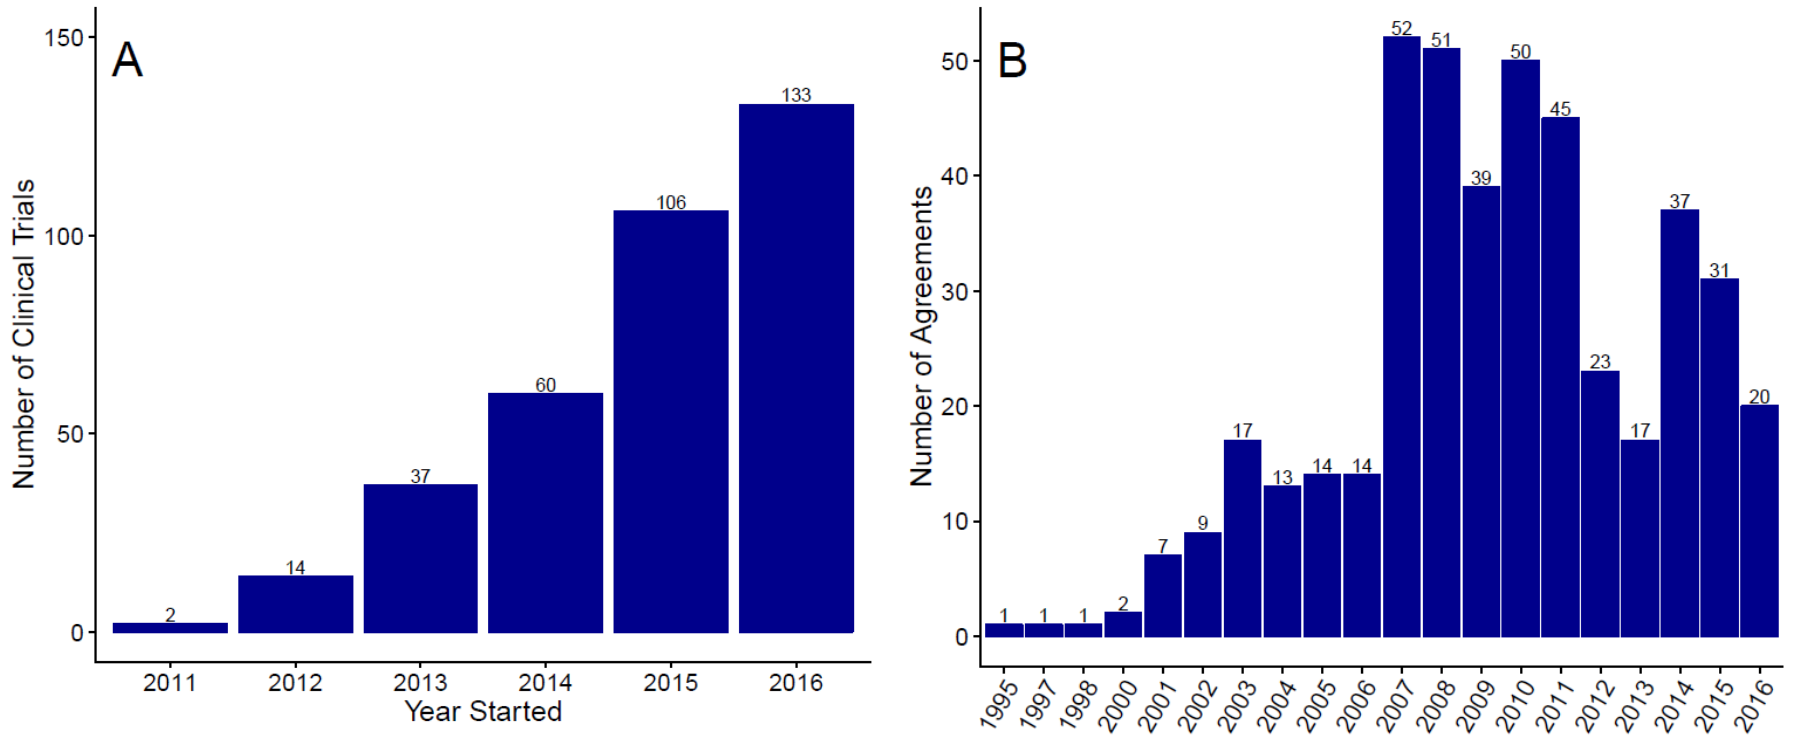 A
Number of Clinical Trials
150
100
50
0
2
14
37
60
106
133
2011 2012 2013 2014 2015 2016
Year Started
B
Number of Agreements
50
40
30
20
10
0
1 1 1 2 7 9 17 13 14 14 52 51 39 50 45 23 17 37 31 20
1995 1997 1998 2000 2001 2002 2003 2004 2005 2006 2007 2008 2009 2010 2011 2012 2013 2014 2015 2016